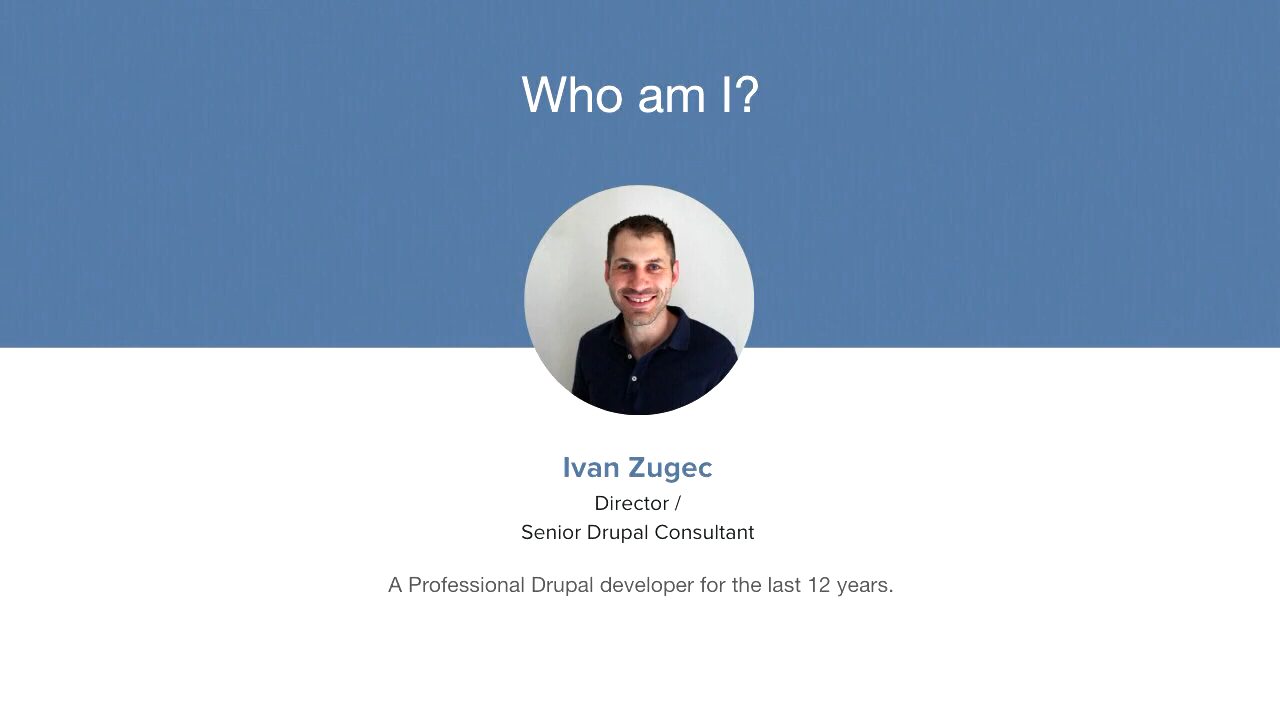 Who am I?
Ivan Zugec
Director /
Senior Drupal Consultant
A Professional Drupal developer for the last 12 years.